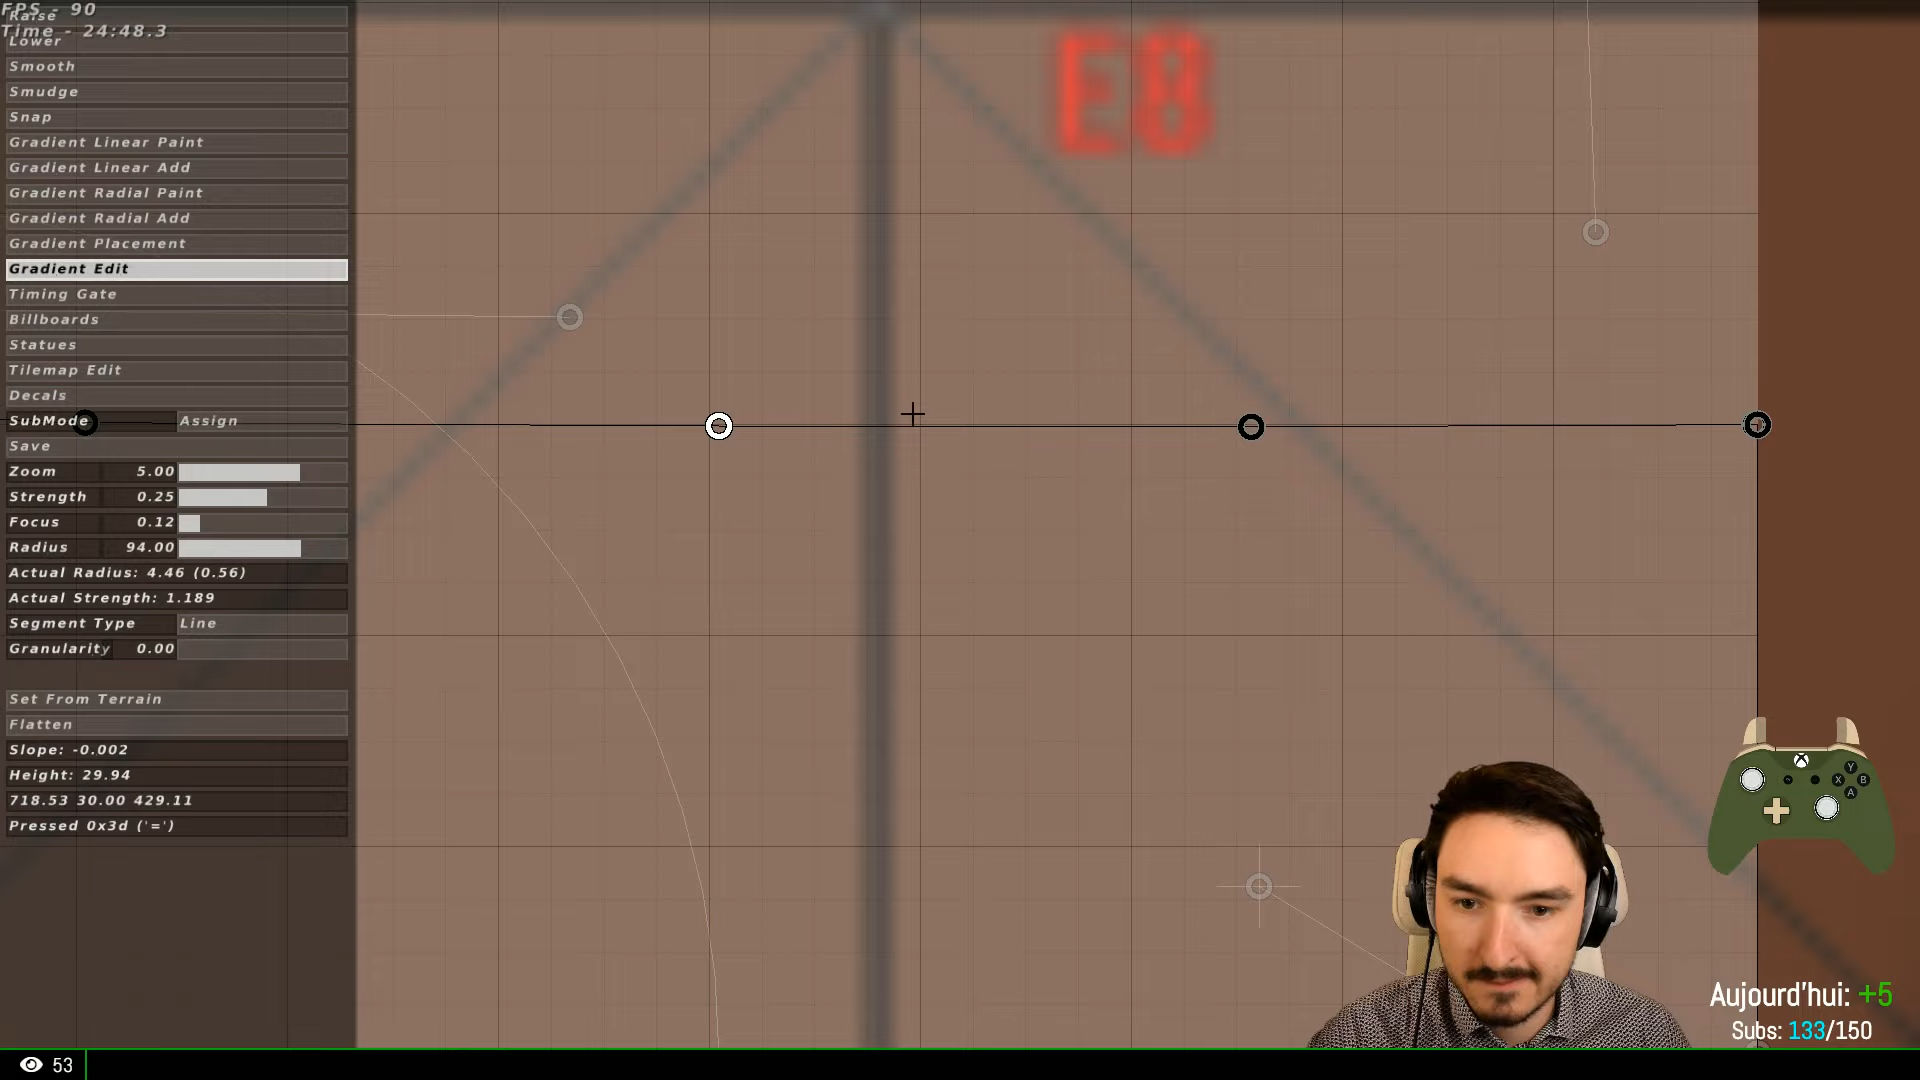 FPS - 90
Raise
Time - 24:48.3
Lower
Smooth
Smudge
Snap
Gradient Linear Paint
Gradient Linear Add
Gradient Radial Paint
Gradient Radial Add
Gradient Placement
Gradient Edit
Timing Gate
Billboards
Statues
Tilemap Edit
Decals
SubMode Assign
Save
Zoom 5.00
Strength 0.25
Focus 0.12
Radius 94.00
Actual Radius: 4.46 (0.56)
Actual Strength: 1.189
Segment Type Line
Granularity 0.00
Set From Terrain
Flatten
Slope: -0.002
Height: 29.94
718.53 30.00 429.11
Pressed 0x3d ('=')
E8
Y
X B
A
Aujourd'hui: +5
Subs: 133/150
53